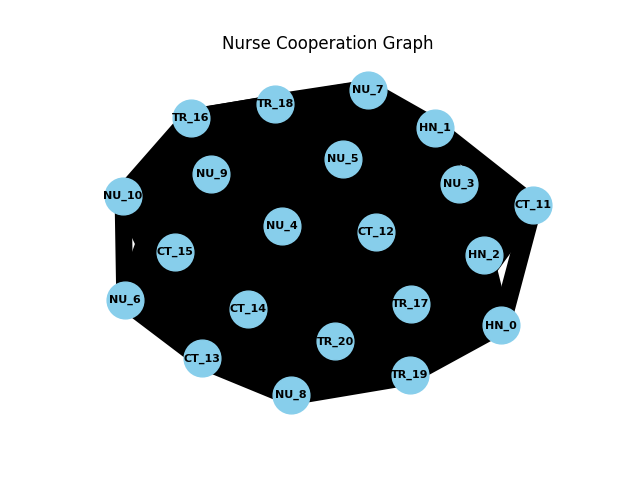 Nurse Cooperation Graph
NU_7
TR_18
TR_16
HN_1
NU_5
NU_9
NU_3
NU_10
CT_11
NU_4
CT_12
CT_15
HN_2
NU_6
TR_17
CT_14
HN_0
TR_20
CT_13
TR_19
NU_8